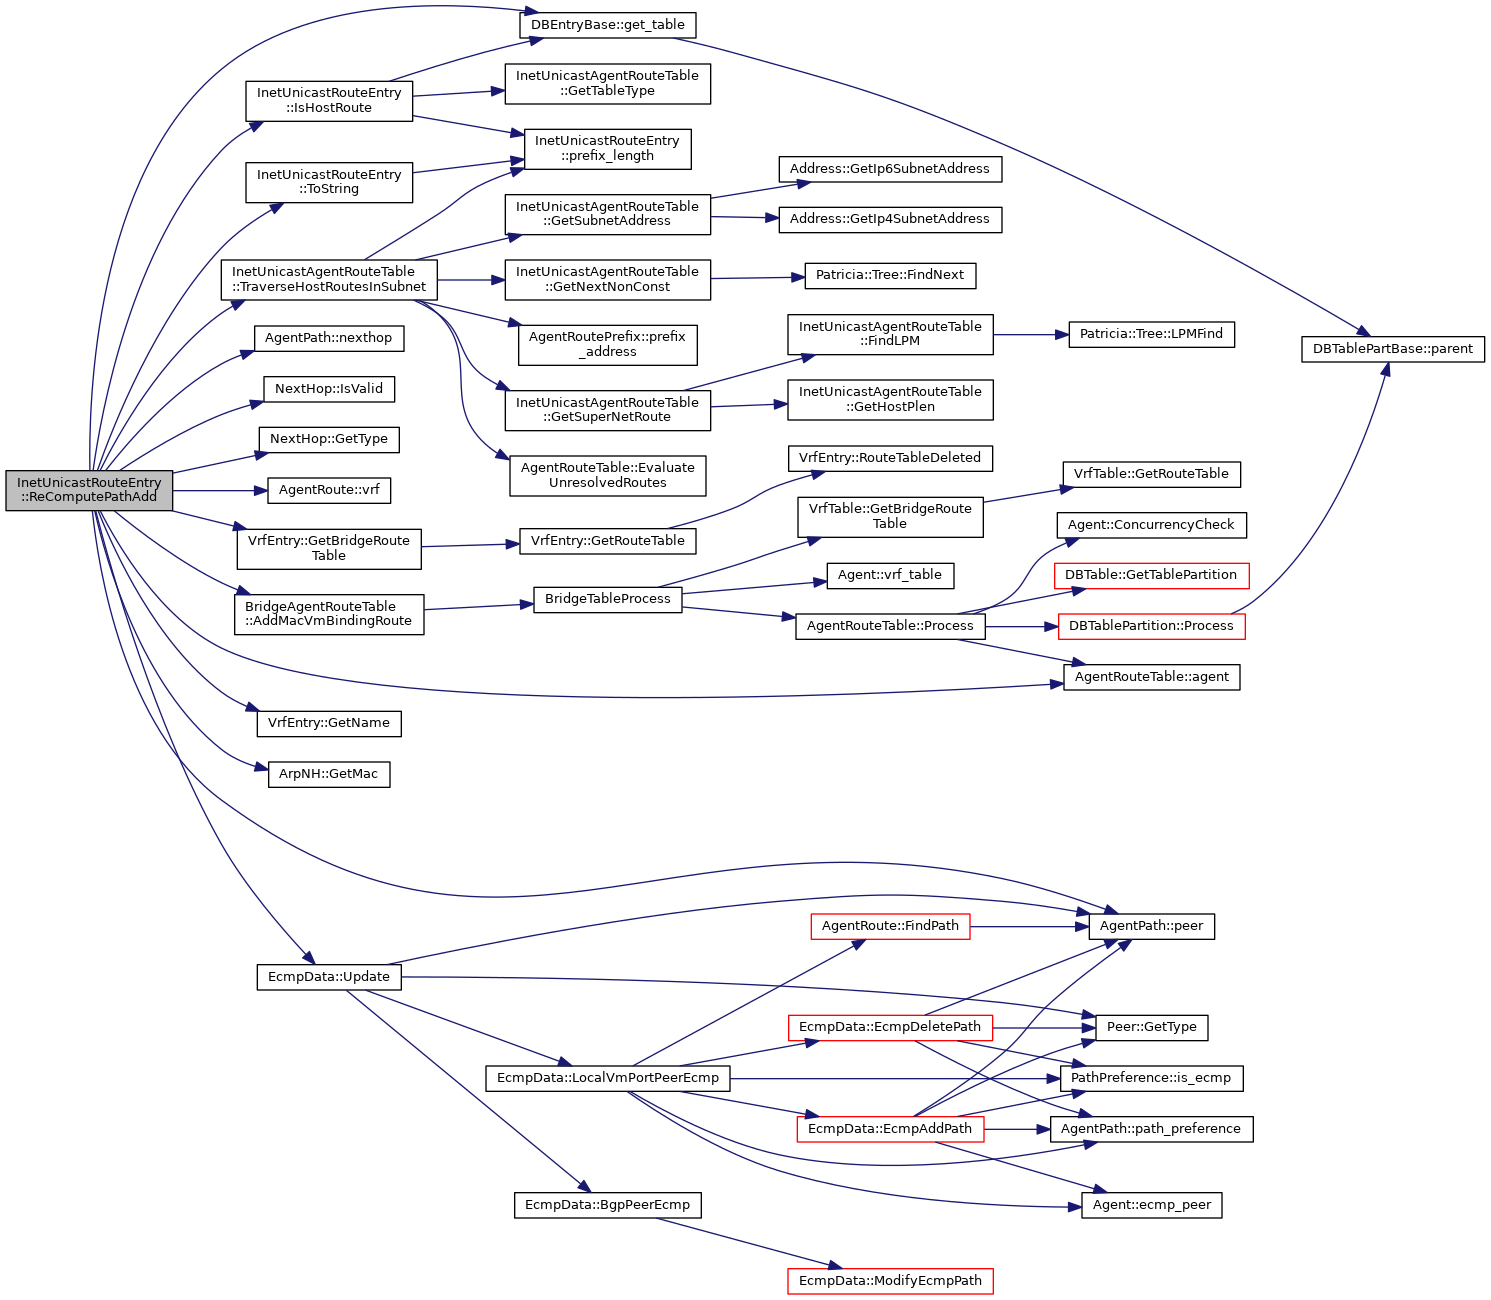 InetUnicastRouteEntry
::ReComputePathAdd
DBEntryBase::get_table
InetUnicastRouteEntry
::IsHostRoute
InetUnicastAgentRouteTable
::GetTableType
InetUnicastRouteEntry
::prefix_length
InetUnicastRouteEntry
::ToString
InetUnicastAgentRouteTable
::TraverseHostRoutesInSubnet
InetUnicastAgentRouteTable
::GetSubnetAddress
Address::GetIp6SubnetAddress
Address::GetIp4SubnetAddress
InetUnicastAgentRouteTable
::GetNextNonConst
Patricia::Tree::FindNext
AgentRoutePrefix::prefix
_address
InetUnicastAgentRouteTable
::GetSuperNetRoute
InetUnicastAgentRouteTable
::FindLPM
Patricia::Tree::LPMFind
InetUnicastAgentRouteTable
::GetHostPlen
AgentRouteTable::Evaluate
UnresolvedRoutes
DBTablePartBase::parent
AgentPath::nexthop
NextHop::IsValid
NextHop::GetType
AgentRoute::vrf
VrfEntry::GetBridgeRoute
Table
VrfEntry::GetRouteTable
VrfEntry::RouteTableDeleted
BridgeAgentRouteTable
::AddMacVmBindingRoute
BridgeTableProcess
VrfTable::GetBridgeRoute
Table
VrfTable::GetRouteTable
Agent::vrf_table
AgentRouteTable::Process
Agent::ConcurrencyCheck
DBTable::GetTablePartition
DBTablePartition::Process
AgentRouteTable::agent
VrfEntry::GetName
ArpNH::GetMac
EcmpData::Update
AgentRoute::FindPath
AgentPath::peer
EcmpData::LocalVmPortPeerEcmp
EcmpData::EcmpDeletePath
Peer::GetType
PathPreference::is_ecmp
EcmpData::EcmpAddPath
AgentPath::path_preference
Agent::ecmp_peer
EcmpData::BgpPeerEcmp
EcmpData::ModifyEcmpPath